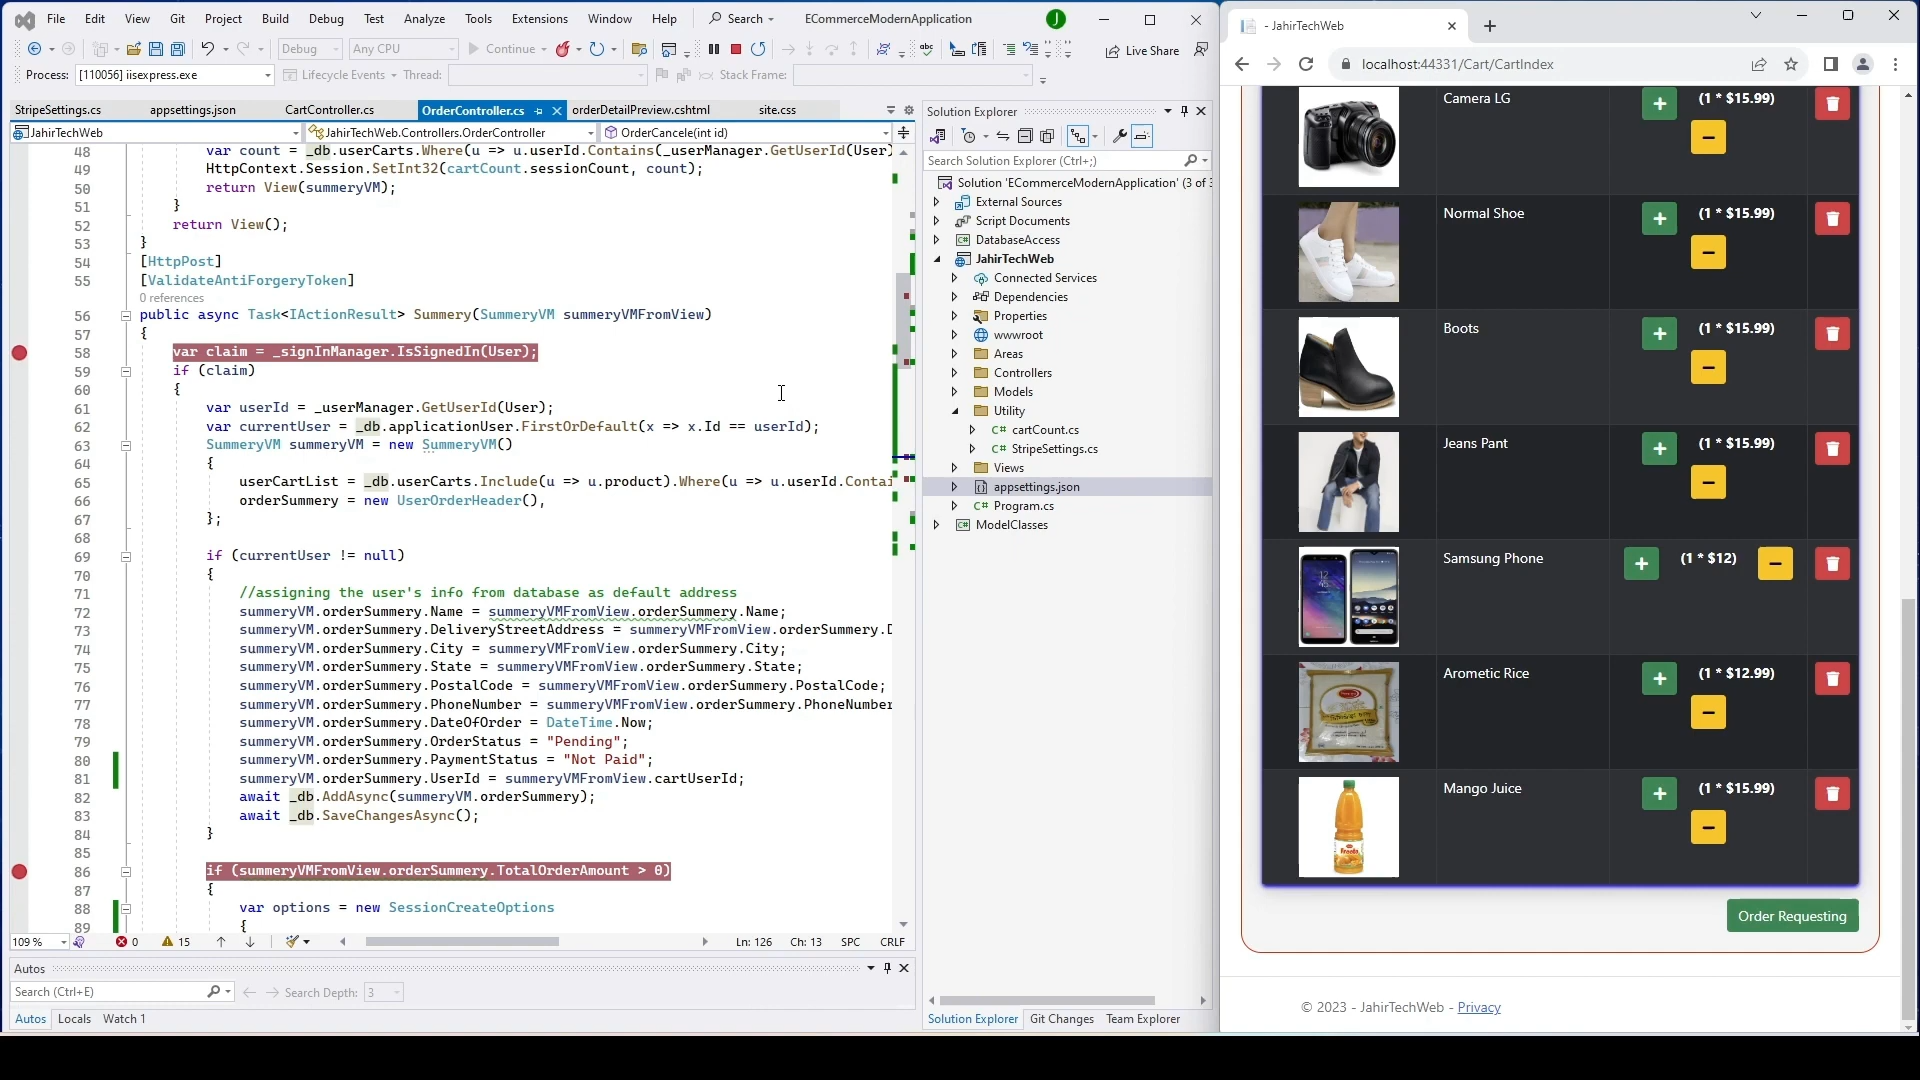 File Edit View Git Project Build Debug Test Analyze Tools Extensions Window Help Search ECommerceModernApplication J
Debug Any CPU Continue Live Share
Process: [110056] iisexpress.exe Lifecycle Events Thread: Stack Frame:
StripeSettings.cs appsettings.json CartController.cs OrderController.cs orderDetailPreview.cshtml site.css
JahirTechWeb JahirTechWeb.Controllers.OrderController OrderCancele(int id)
48 var count = _db.userCarts.Where(u => u.userId.Contains(_userManager.GetUserId(User)
49 HttpContext.Session.SetInt32(cartCount.sessionCount, count);
50 return View(summeryVM);
51 }
52 return View();
53 }
54 [HttpPost]
55 [ValidateAntiForgeryToken]
0 references
56 public async Task<IActionResult> Summery(SummeryVM summeryVMFromView)
57 {
58 var claim = _signInManager.IsSignedIn(User);
59 if (claim)
60 {
61 var userId = _userManager.GetUserId(User);
62 var currentUser = _db.applicationUser.FirstOrDefault(x => x.Id == userId);
63 SummeryVM summeryVM = new SummeryVM()
64 {
65 userCartList = _db.userCarts.Include(u => u.product).Where(u => u.userId.Contai
66 orderSummery = new UserOrderHeader(),
67 };
68
69 if (currentUser != null)
70 {
71 //assigning the user's info from database as default address
72 summeryVM.orderSummery.Name = summeryVMFromView.orderSummery.Name;
73 summeryVM.orderSummery.DeliveryStreetAddress = summeryVMFromView.orderSummery.D
74 summeryVM.orderSummery.City = summeryVMFromView.orderSummery.City;
75 summeryVM.orderSummery.State = summeryVMFromView.orderSummery.State;
76 summeryVM.orderSummery.PostalCode = summeryVMFromView.orderSummery.PostalCode;
77 summeryVM.orderSummery.PhoneNumber = summeryVMFromView.orderSummery.PhoneNumber
78 summeryVM.orderSummery.DateOfOrder = DateTime.Now;
79 summeryVM.orderSummery.OrderStatus = "Pending";
80 summeryVM.orderSummery.PaymentStatus = "Not Paid";
81 summeryVM.orderSummery.UserId = summeryVMFromView.cartUserId;
82 await _db.AddAsync(summeryVM.orderSummery);
83 await _db.SaveChangesAsync();
84 }
85
86 if (summeryVMFromView.orderSummery.TotalOrderAmount > 0)
87 {
88 var options = new SessionCreateOptions
89 {
109 % 0 15 Ln: 126 Ch: 13 SPC CRLF
Autos
Search (Ctrl+E) Search Depth: 3
Autos Locals Watch 1
Solution Explorer
Search Solution Explorer (Ctrl+;)
Solution 'ECommerceModernApplication' (3 of 3
External Sources
Script Documents
DatabaseAccess
JahirTechWeb
Connected Services
Dependencies
Properties
wwwroot
Areas
Controllers
Models
Utility
C# cartCount.cs
C# StripeSettings.cs
Views
appsettings.json
C# Program.cs
ModelClasses
Solution Explorer Git Changes Team Explorer
- JahirTechWeb
localhost:44331/Cart/CartIndex
Camera LG (1 * $15.99)
Normal Shoe (1 * $15.99)
Boots (1 * $15.99)
Jeans Pant (1 * $15.99)
Samsung Phone (1 * $12)
Arometic Rice (1 * $12.99)
Mango Juice (1 * $15.99)
Order Requesting
© 2023 - JahirTechWeb - Privacy